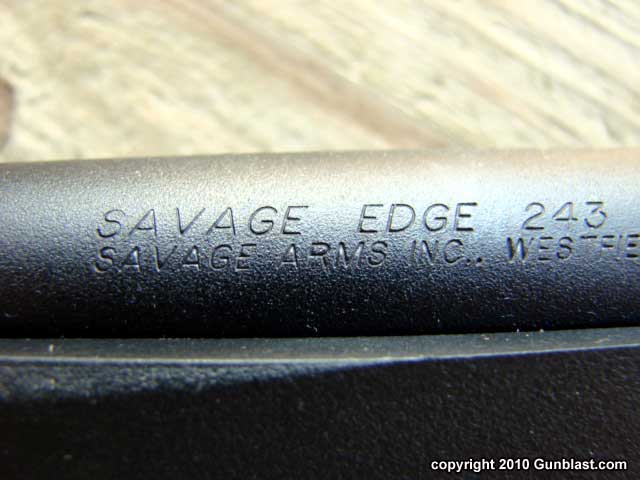 SAVAGE EDGE 243
SAVAGE ARMS INC., WESTFIE
copyright 2010 Gunblast.com